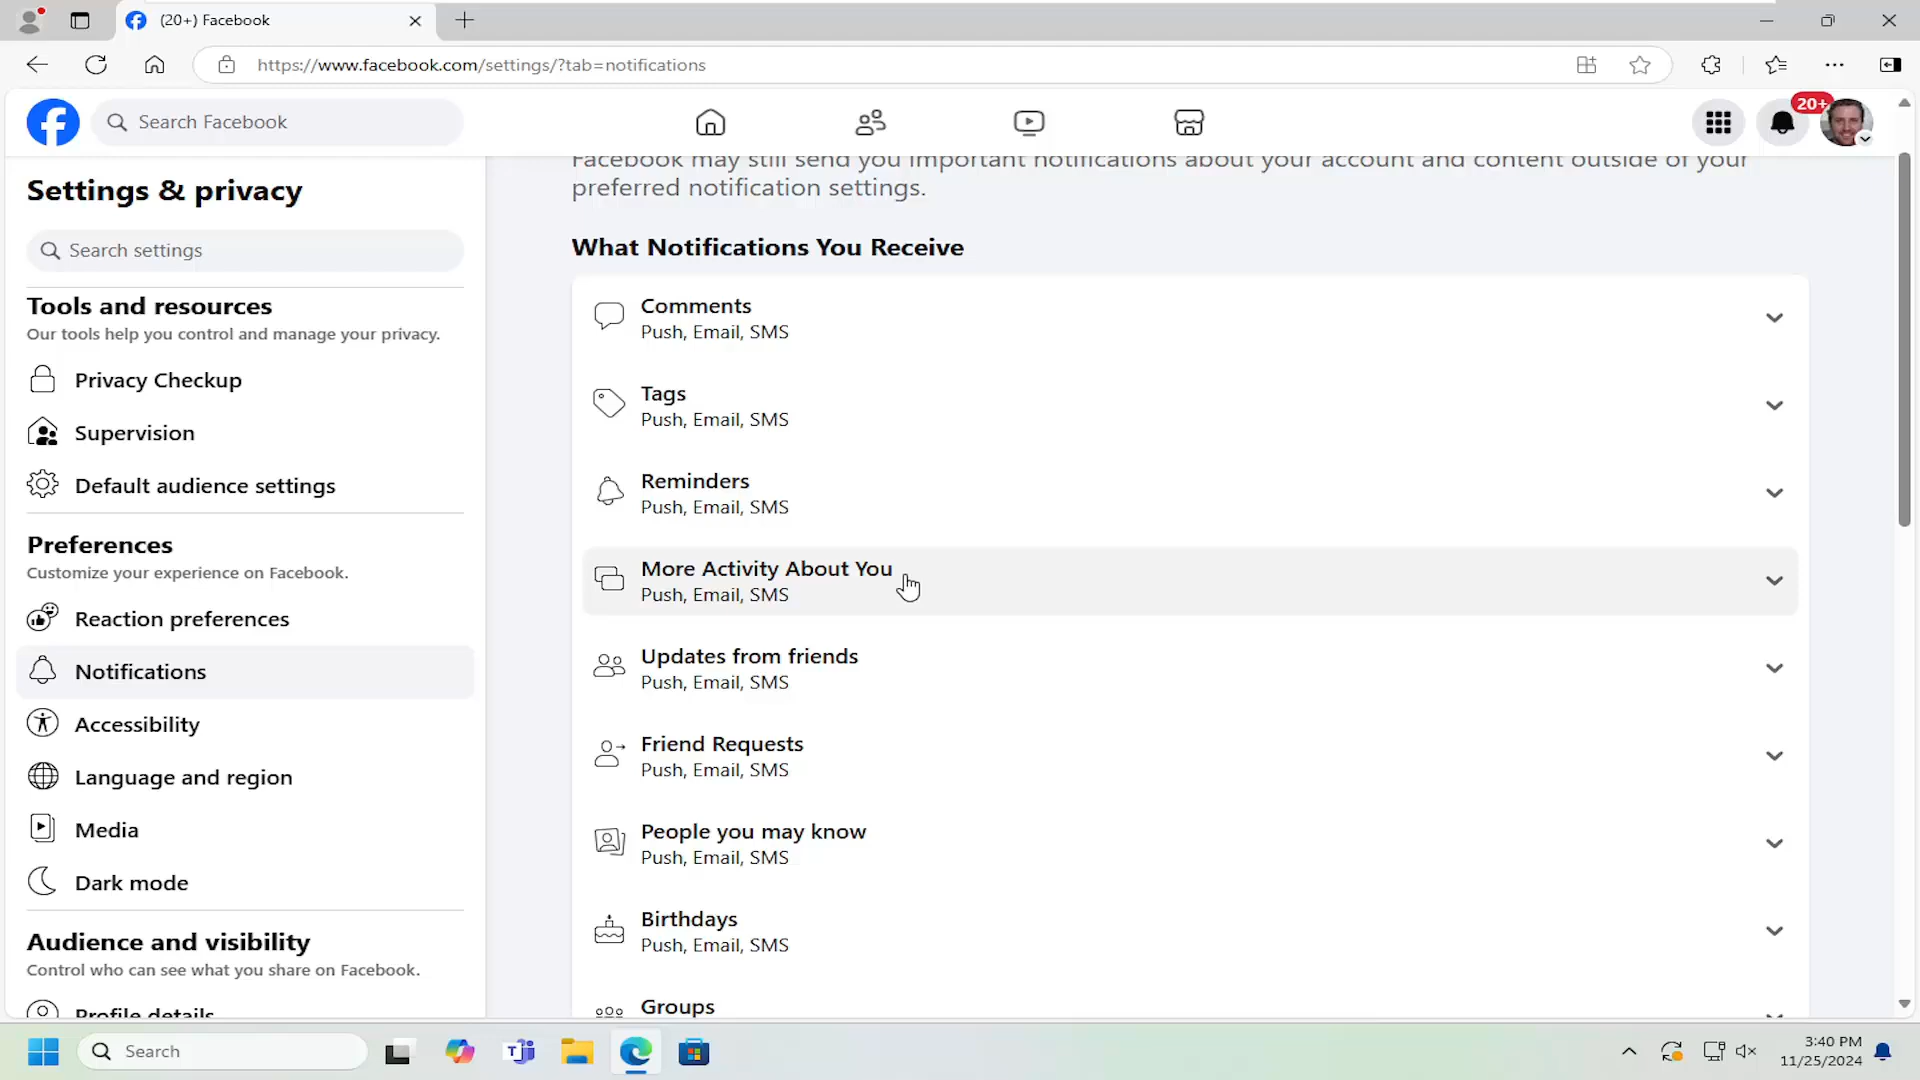 (20+) Facebook
https://www.facebook.com/settings/?tab=notifications
Search Facebook
20+
Settings & privacy
Search settings
Tools and resources
Our tools help you control and manage your privacy.
Privacy Checkup
Supervision
Default audience settings
Preferences
Customize your experience on Facebook.
Reaction preferences
Notifications
Accessibility
Language and region
Media
Dark mode
Audience and visibility
Control who can see what you share on Facebook.
Profile details
Facebook may still send you important notifications about your account and content outside of your
preferred notification settings.
What Notifications You Receive
Comments
Push, Email, SMS
Tags
Push, Email, SMS
Reminders
Push, Email, SMS
More Activity About You
Push, Email, SMS
Updates from friends
Push, Email, SMS
Friend Requests
Push, Email, SMS
People you may know
Push, Email, SMS
Birthdays
Push, Email, SMS
Groups
Search
3:40 PM
11/25/2024